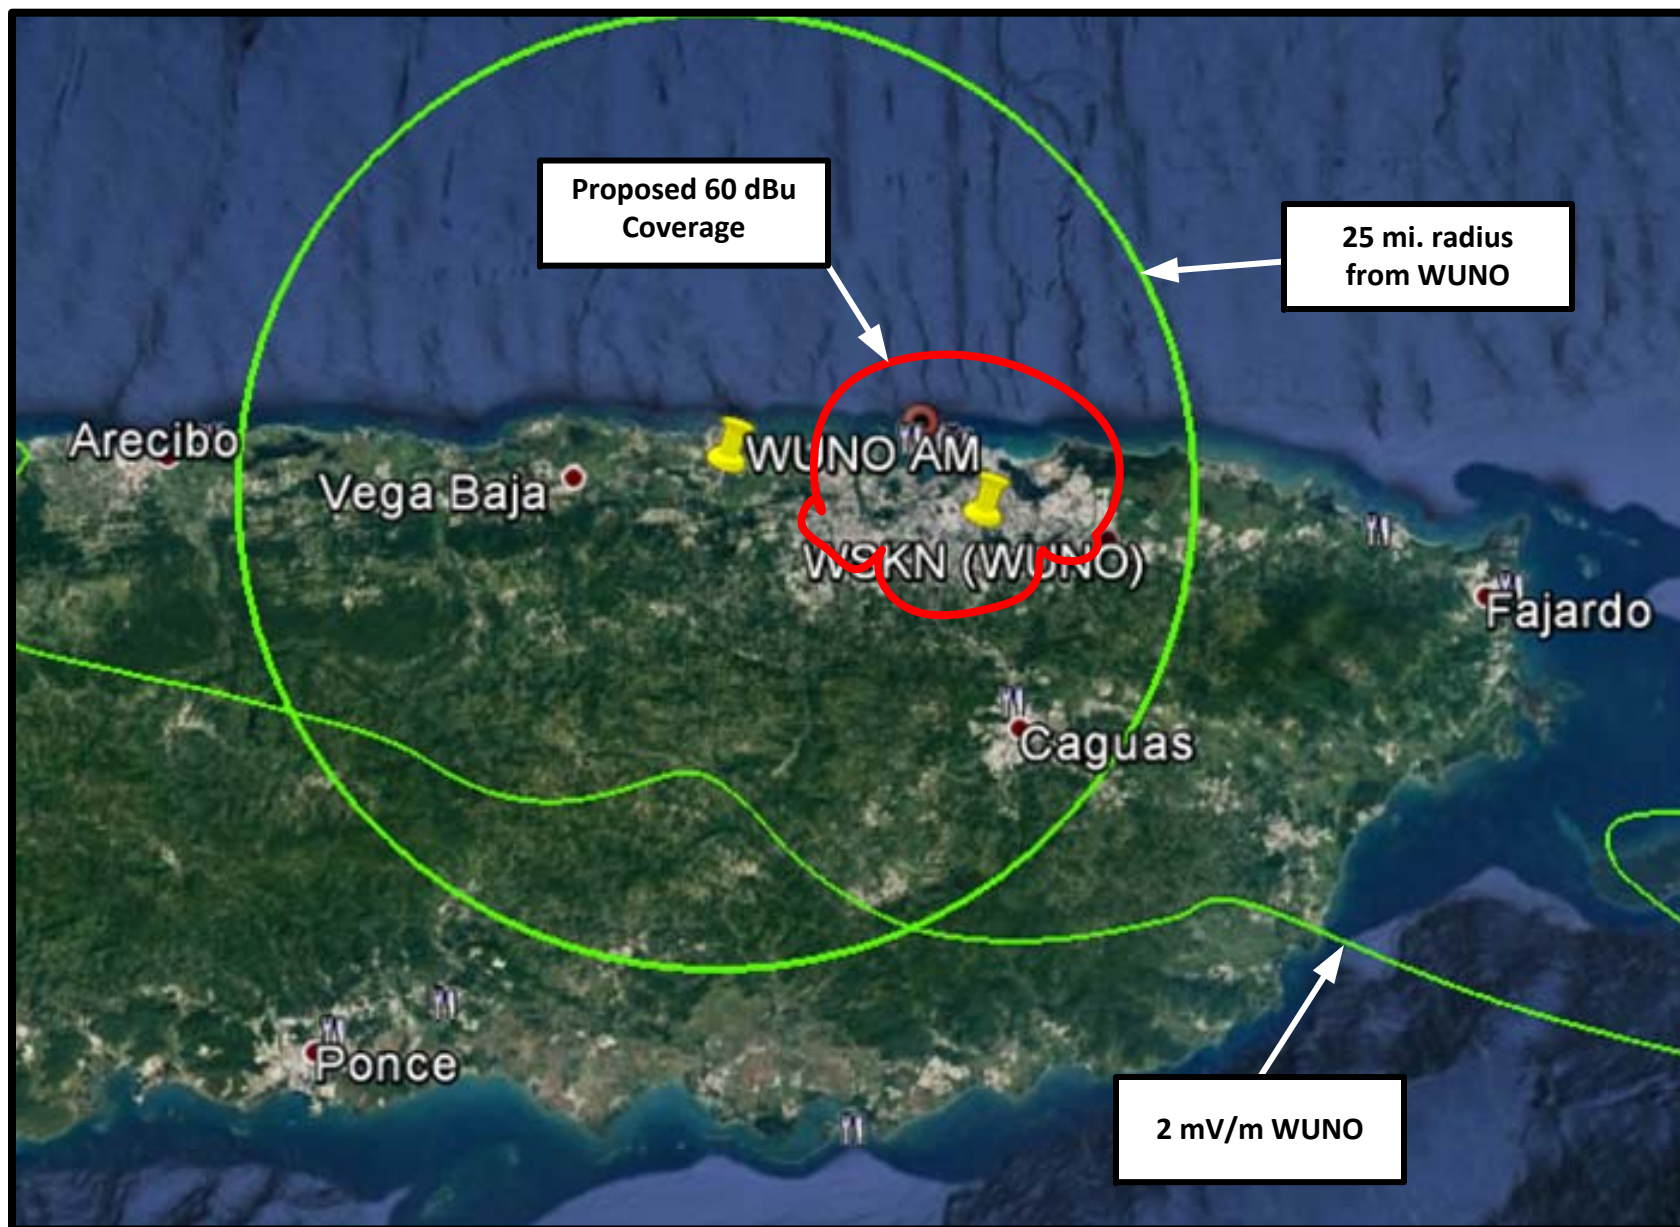 Proposed 60 dBu
Coverage
25 mi. radius
from WUNO
Arecibo
WUNO AM
Vega Baja
WSKN (WUNO)
Fajardo
Caguas
Ponce
2 mV/m WUNO